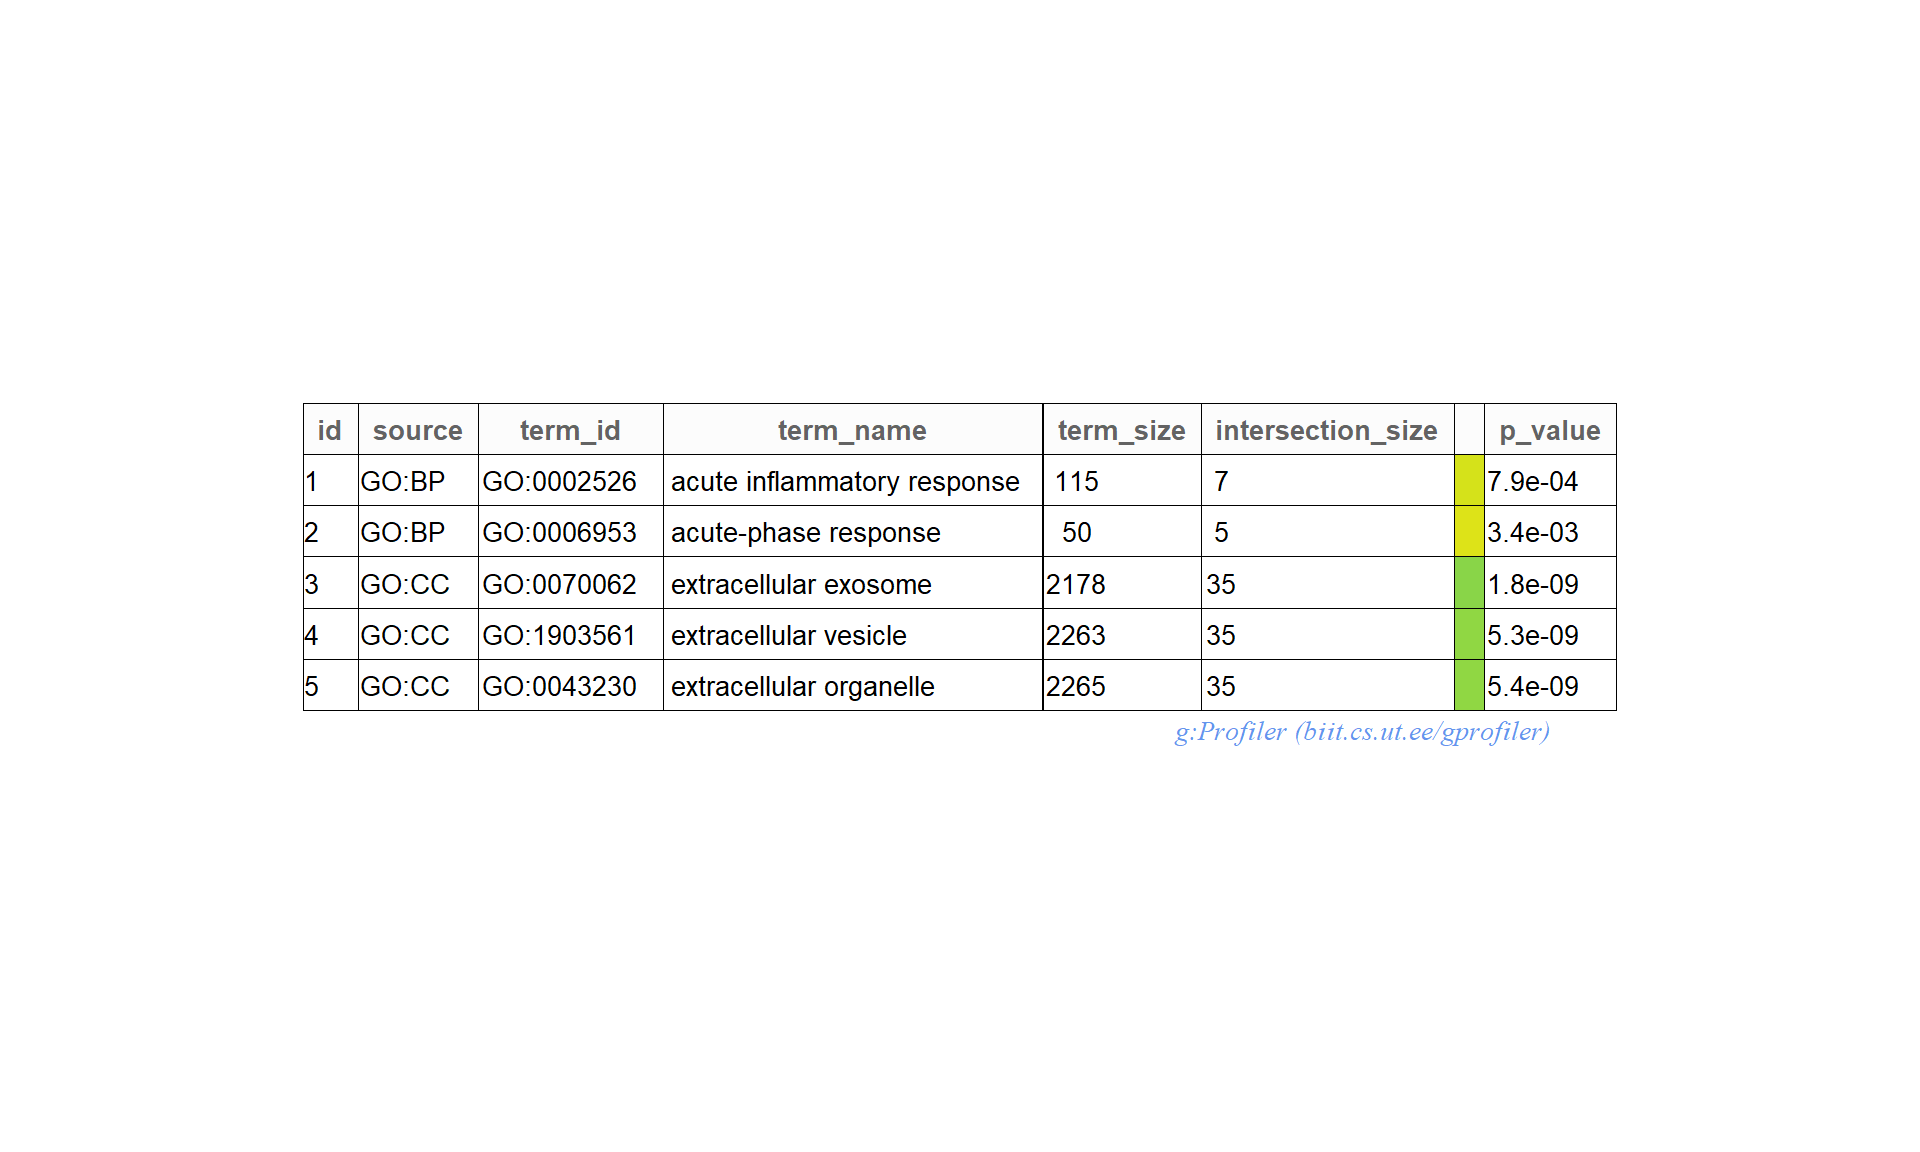 id source term_id term_name term_size intersection_size p_value
1 GO:BP GO:0002526 acute inflammatory response 115 7 7.9e-04
2 GO:BP GO:0006953 acute-phase response 50 5 3.4e-03
3 GO:CC GO:0070062 extracellular exosome 2178 35 1.8e-09
4 GO:CC GO:1903561 extracellular vesicle 2263 35 5.3e-09
5 GO:CC GO:0043230 extracellular organelle 2265 35 5.4e-09
g:Profiler (biit.cs.ut.ee/gprofiler)